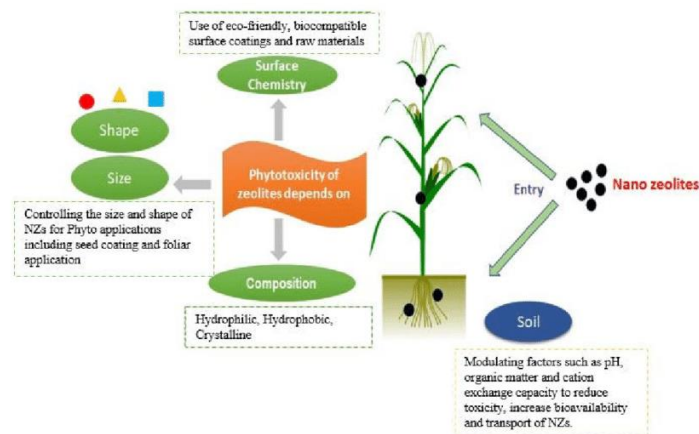 Use of eco-friendly, biocompatible
surface coatings and raw materials
Surface
Chemistry
Shape
Size
Phytotoxicity of
zeolites depends on
Controlling the size and shape of
NZs for Phyto applications
including seed coating and foliar
application
Composition
Hydrophilic, Hydrophobic,
Crystalline
Entry
Nano zeolites
Soil
Modulating factors such as pH,
organic matter and cation
exchange capacity to reduce
toxicity, increase bioavailability
and transport of NZs.